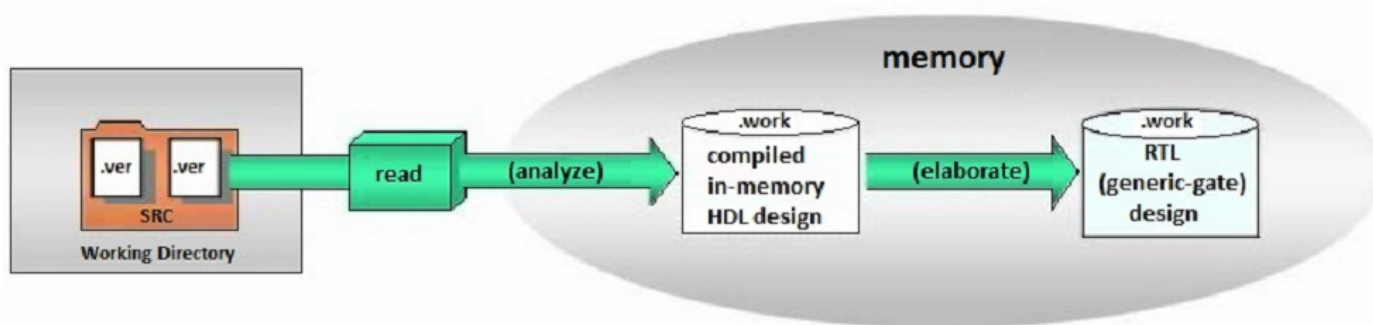 memory
.ver
.ver
SRC
Working Directory
read
(analyze)
.work
compiled
in-memory
HDL design
(elaborate)
.work
RTL
(generic-gate)
design